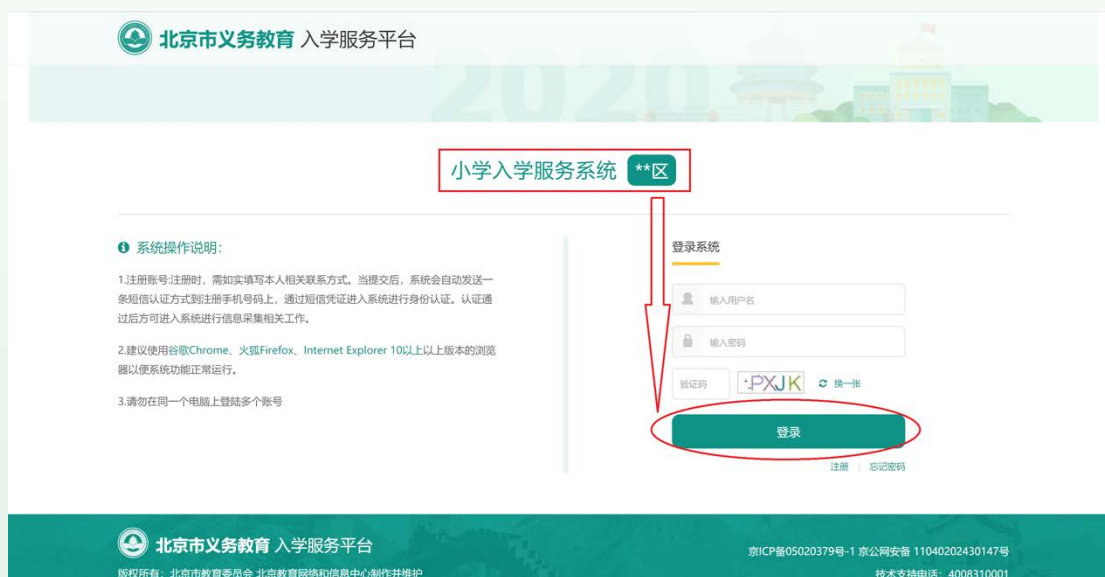 北京市义务教育 入学服务平台
2020
小学入学服务系统 **区
系统操作说明：
1.注册账号:注册时，需如实填写本人相关联系方式。当提交后，系统会自动发送一
条短信认证方式到注册手机号码上，通过短信凭证进入系统进行身份认证。认证通
过后方可进入系统进行信息采集相关工作。
2.建议使用谷歌Chrome、火狐Firefox、Internet Explorer 10以上以上版本的浏览
器以便系统功能正常运行。
3.请勿在同一个电脑上登陆多个账号
登录系统
输入用户名
输入密码
验证码 PXJK 换一张
登录
注册 | 忘记密码
北京市义务教育 入学服务平台
京ICP备05020379号-1 京公网安备 11040202430147号
版权所有：北京市教育委员会 北京教育网络和信息中心制作并维护
技术支持电话：4008310001